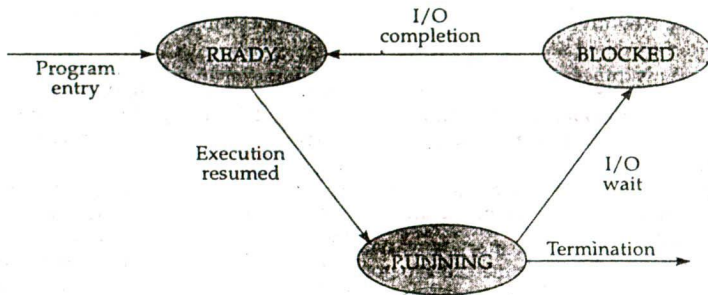 I/O
completion
READY
BLOCKED
Program
entry
Execution
resumed
I/O
wait
RUNNING
Termination